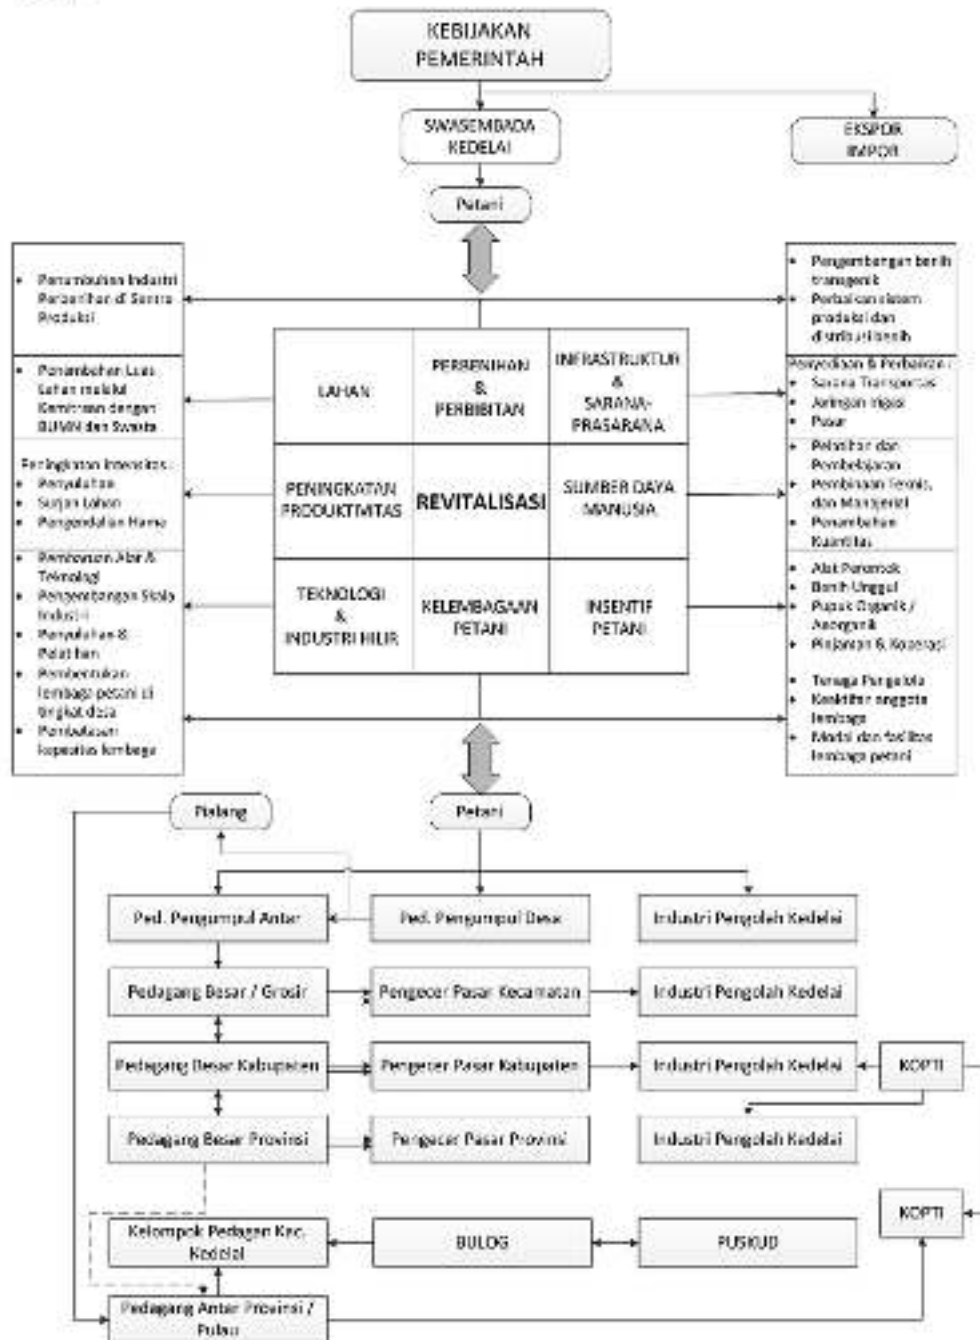 KEBIJAKAN
PEMERINTAH
SWASEMBADA
KEDELAI
EKSPOR
IMPOR
Petani
Penumbuhan Industri
Perbenihan di Sentra
Produksi
Penambahan Luas
Lahan melalui
Kemitraan dengan
BUMN dan Swasta
Peningkatan Intensitas :
Penyuluhan
Surjan Lahan
Pengendalian Hama
Pembaruan Alat &
Teknologi
Pengembangan Skala
Industri
Penyuluhan &
Pelatihan
Pembentukan
lembaga petani di
tingkat desa
Pembatasan
kapasitas lembaga
LAHAN
PERBENIHAN
&
PERBIBITAN
INFRASTRUKTUR
&
SARANA-
PRASARANA
PENINGKATAN
PRODUKTIVITAS
REVITALISASI
SUMBER DAYA
MANUSIA
TEKNOLOGI
&
INDUSTRI HILIR
KELEMBAGAAN
PETANI
INSENTIF
PETANI
Pengembangan benih
transgenik
Perbaikan sistem
produksi dan
distribusi benih
Penyediaan & Perbaikan :
Sarana Transportasi
Jaringan Irigasi
Pasar
Pelatihan dan
Pembelajaran
Pembinaan Teknis,
dan Manajerial
Penambahan
Kuantitas
Alat Perontok
Benih Unggul
Pupuk Organik /
Anorganik
Pinjaman & Koperasi
Tenaga Pengelola
Keaktifan anggota
lembaga
Modal dan fasilitas
lembaga petani
Pialang
Petani
Ped. Pengumpul Antar
Ped. Pengumpul Desa
Industri Pengolah Kedelai
Pedagang Besar / Grosir
Pengecer Pasar Kecamatan
Industri Pengolah Kedelai
Pedagang Besar Kabupaten
Pengecer Pasar Kabupaten
Industri Pengolah Kedelai
KOPTI
Pedagang Besar Provinsi
Pengecer Pasar Provinsi
Industri Pengolah Kedelai
KOPTI
Kelompok Pedagan Kec.
Kedelai
BULOG
PUSKUD
Pedagang Antar Provinsi /
Pulau